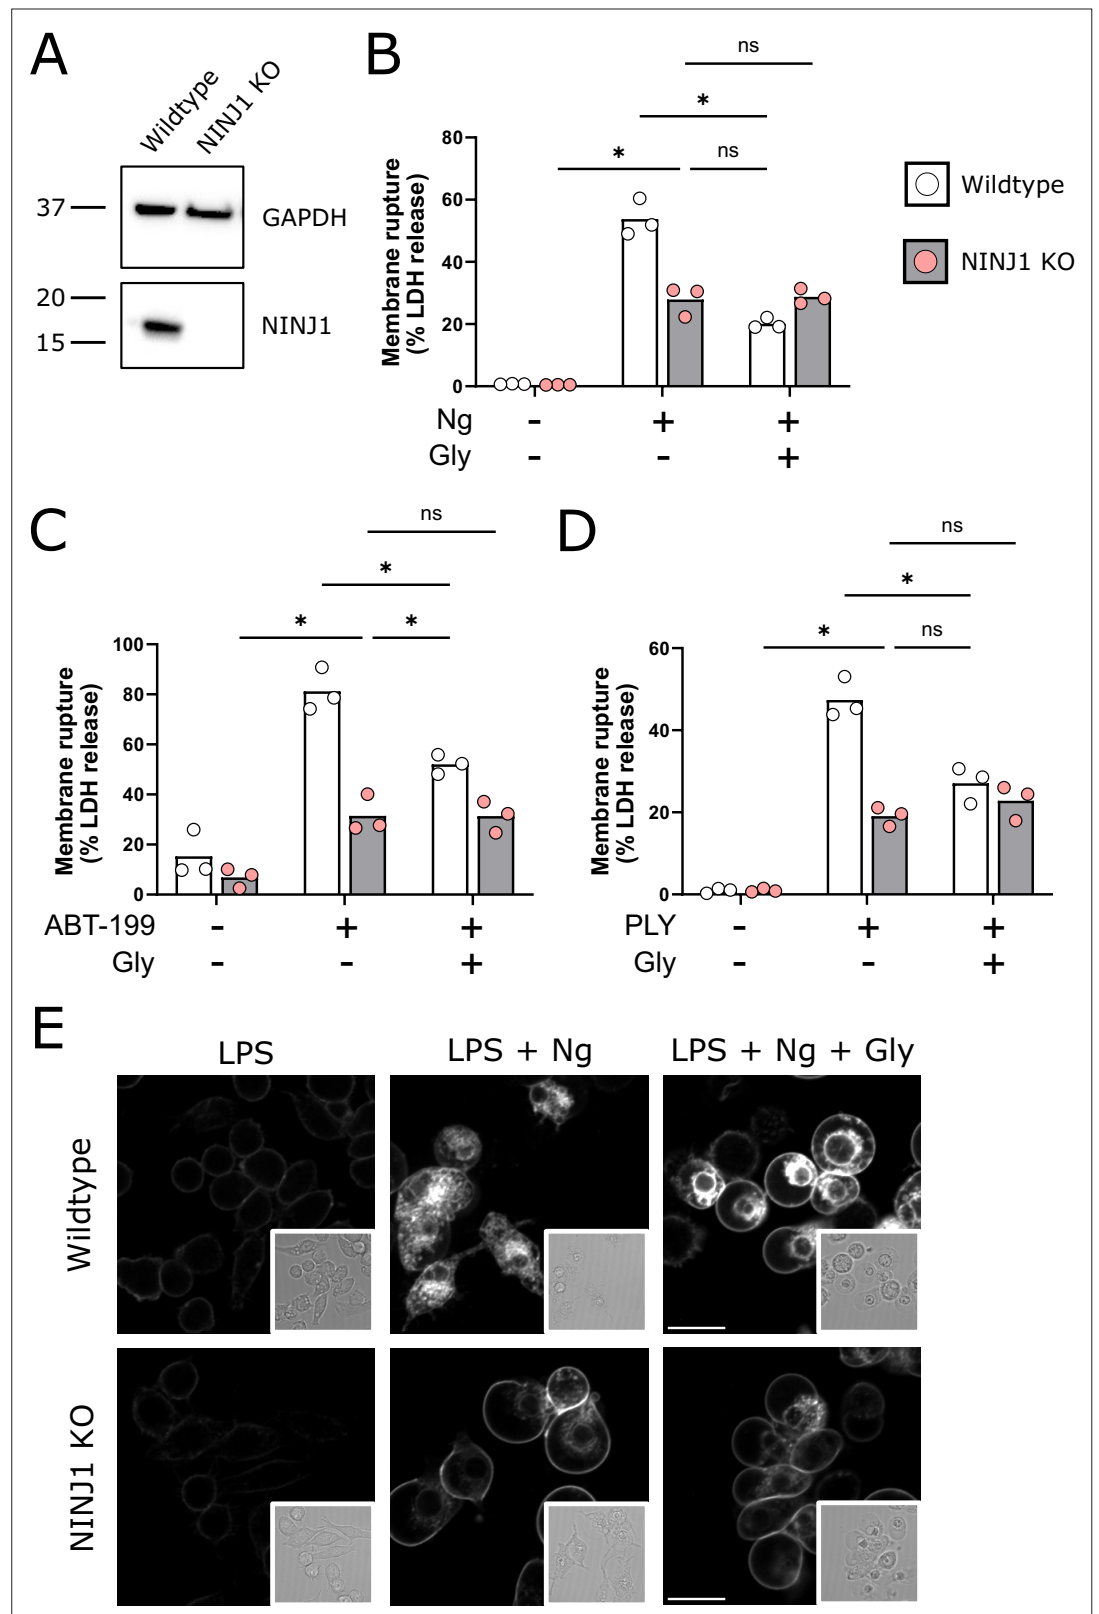 A
Wildtype
NINJ1 KO
37
GAPDH
20
15
NINJ1
B
ns
*
*
ns
Membrane rupture
(% LDH release)
80
60
40
20
0
Ng - + +
Gly - - +
Wildtype
NINJ1 KO
C
ns
*
*
*
Membrane rupture
(% LDH release)
100
80
60
40
20
0
ABT-199 - + +
Gly - - +
D
ns
*
*
ns
Membrane rupture
(% LDH release)
60
40
20
0
PLY - + +
Gly - - +
E
LPS
LPS + Ng
LPS + Ng + Gly
Wildtype
NINJ1 KO